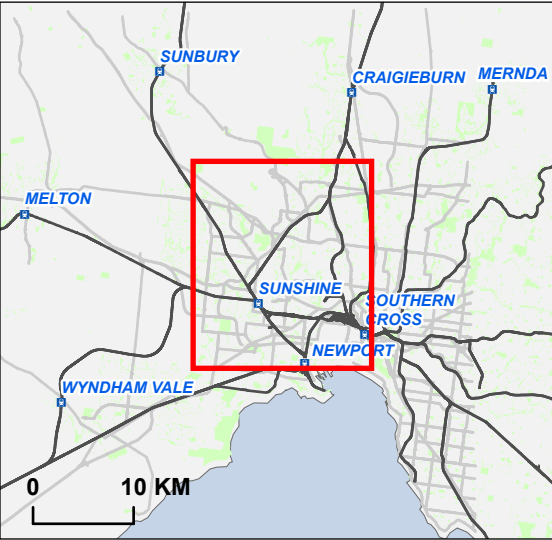 SUNBURY
CRAIGIEBURN
MERNDA
MELTON
SUNSHINE
SOUTHERN
CROSS
NEWPORT
WYNDHAM VALE
0 10 KM